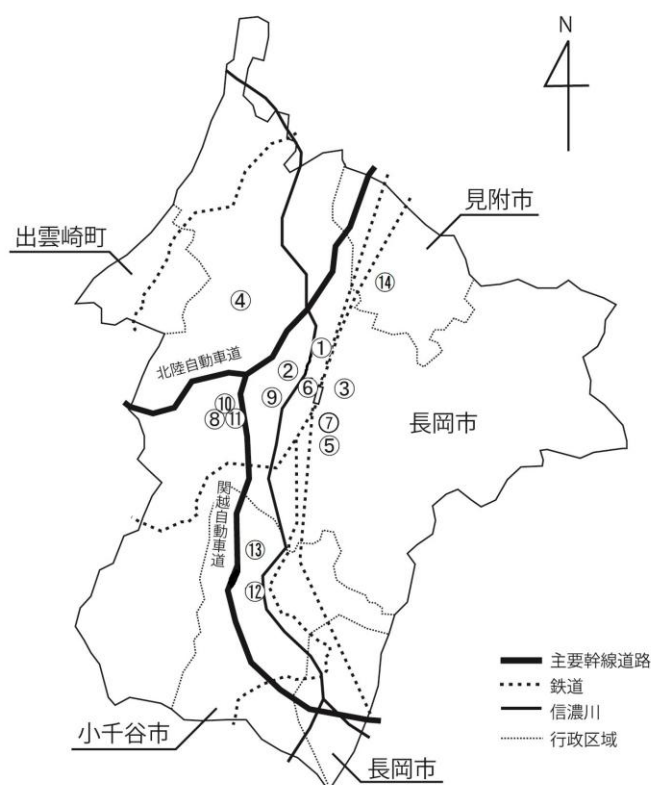 N
見附市
出雲崎町
⑭
④
北陸自動車道
①
②
⑥
③
⑨
⑩
⑧
⑪
⑦
⑤
長岡市
関越自動車道
⑬
⑫
主要幹線道路
鉄道
信濃川
行政区域
小千谷市
長岡市